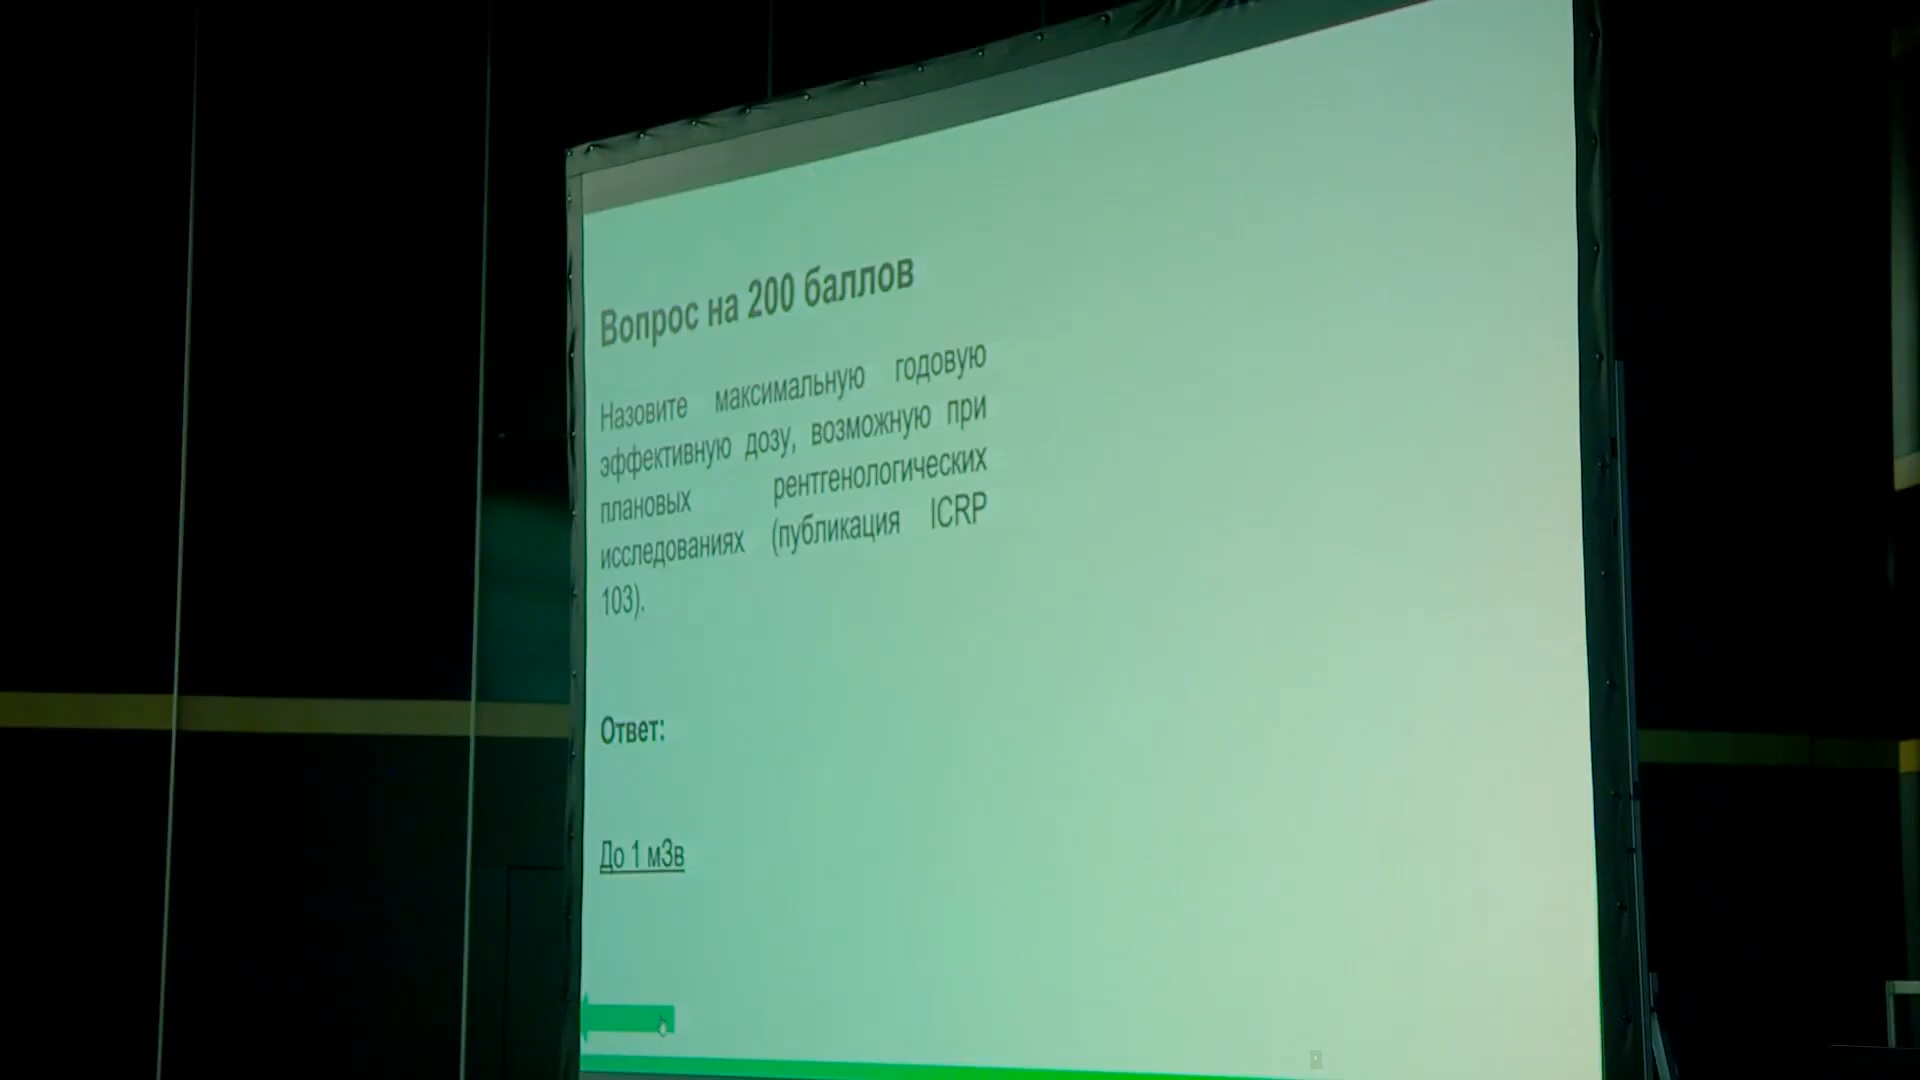 Вопрос на 200 баллов
Назовите максимальную годовую
эффективную дозу, возможную при
плановых рентгенологических
исследованиях (публикация ICRP
103).
Ответ:
До 1 мЗв